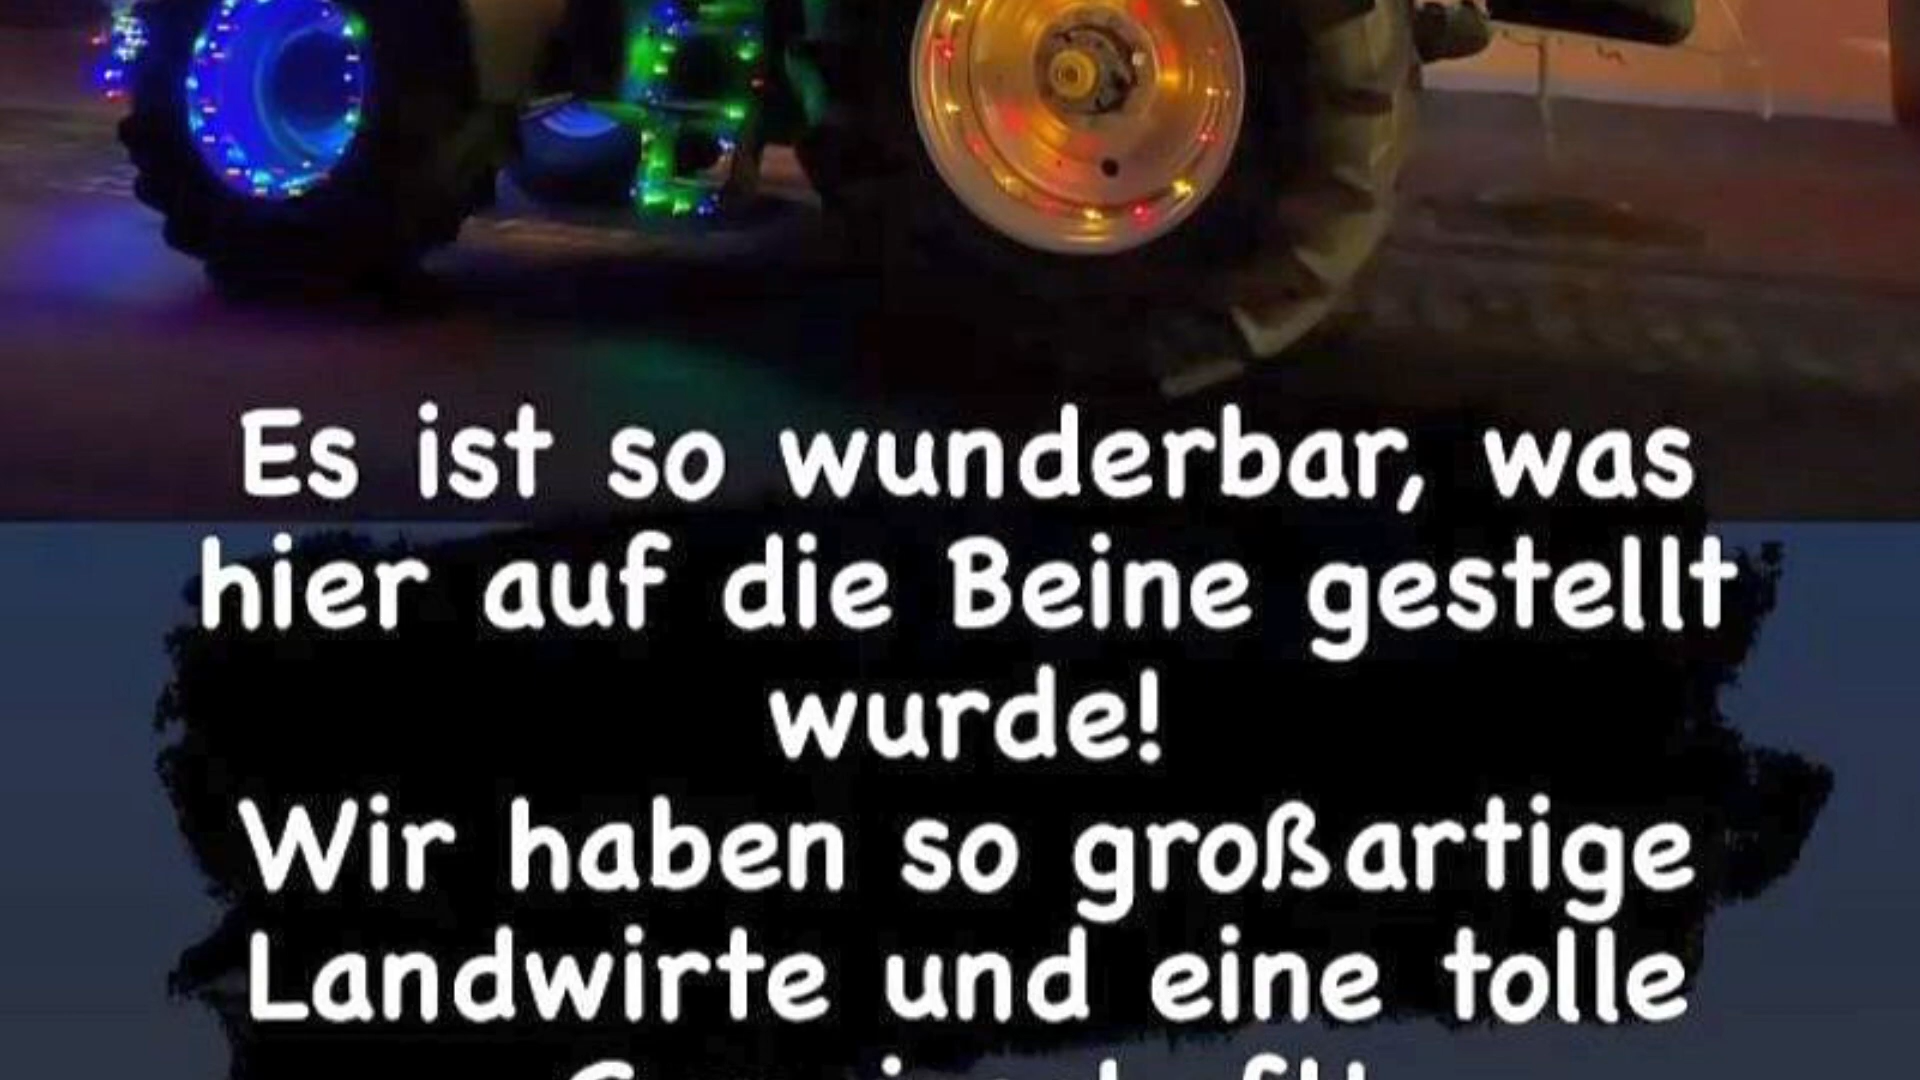 Es ist so wunderbar, was
hier auf die Beine gestellt
wurde!
Wir haben so großartige
Landwirte und eine tolle